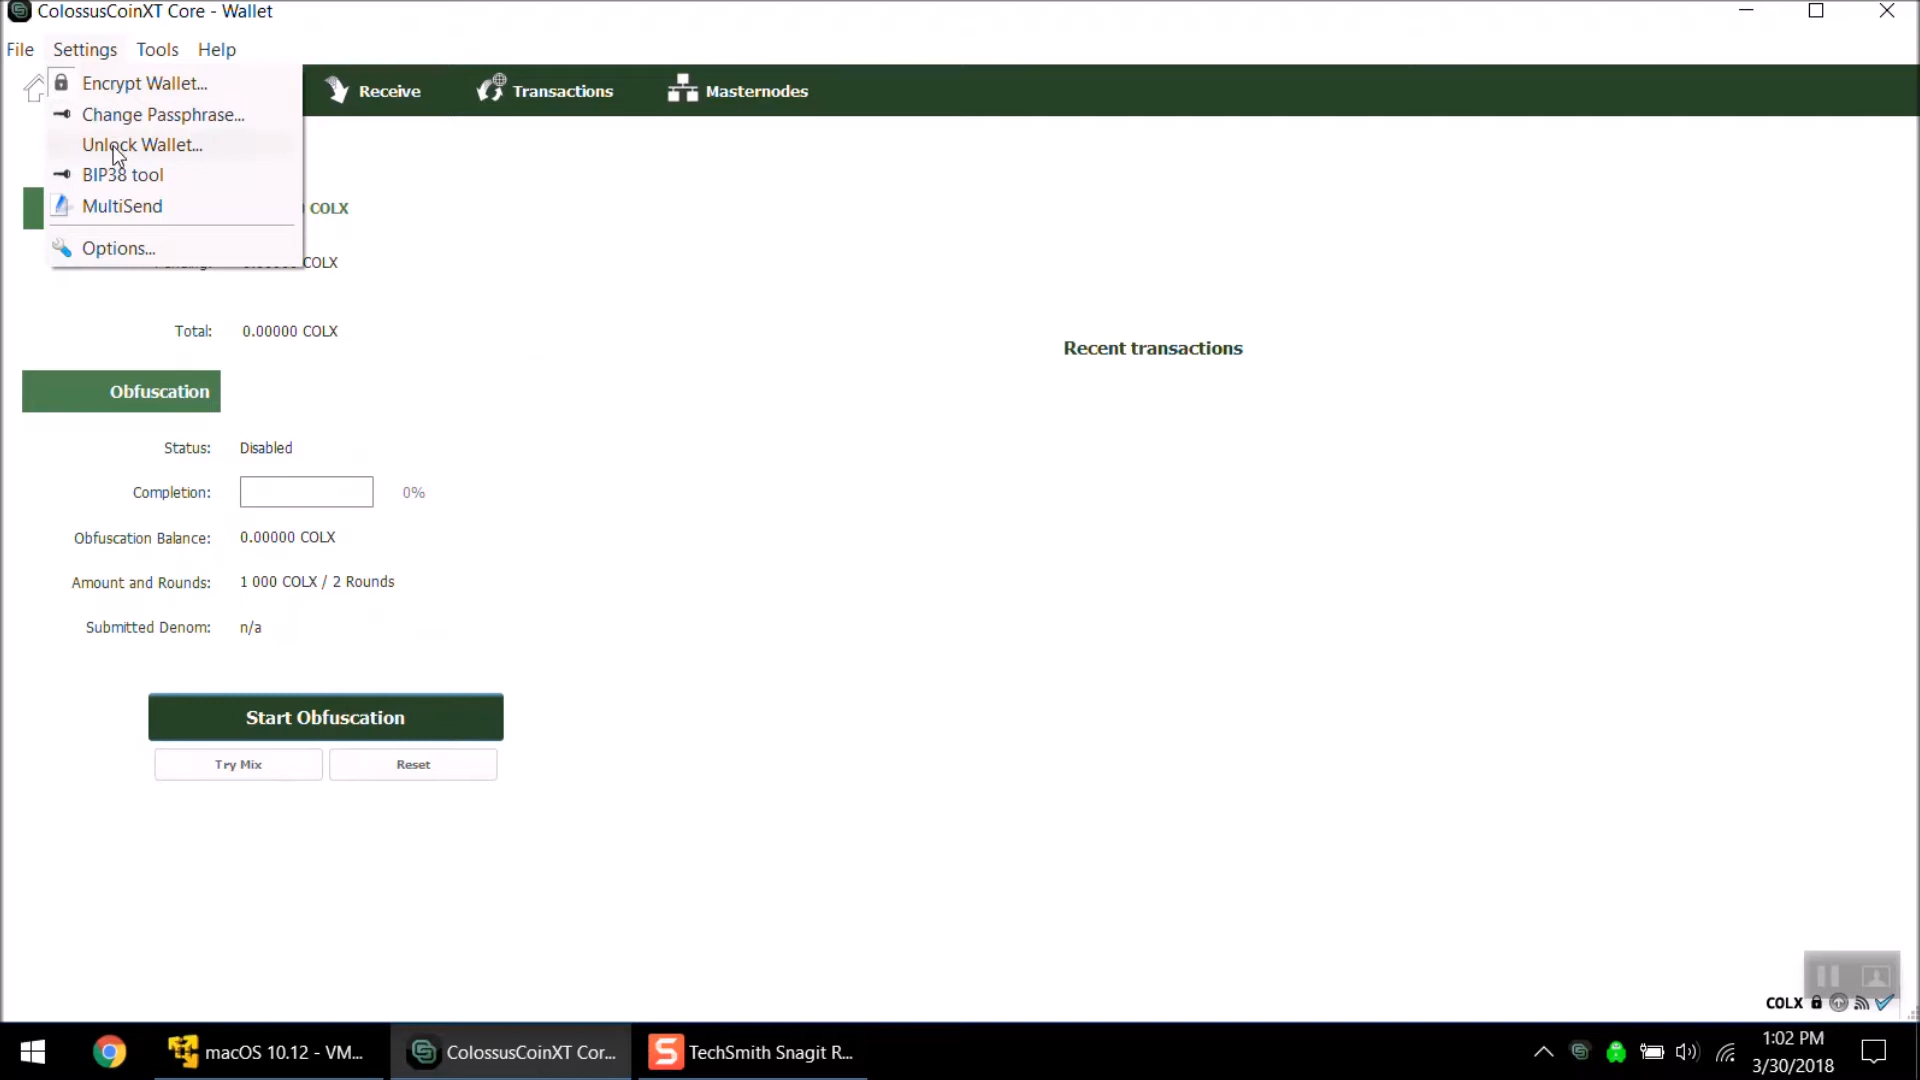 ColossusCoinXT Core - Wallet
File Settings Tools Help
Encrypt Wallet...
Change Passphrase...
Unlock Wallet...
BIP38 tool
MultiSend
Options...
Receive
Transactions
Masternodes
COLX
COLX
Total: 0.00000 COLX
Recent transactions
Obfuscation
Status: Disabled
Completion: 0%
Obfuscation Balance: 0.00000 COLX
Amount and Rounds: 1 000 COLX / 2 Rounds
Submitted Denom: n/a
Start Obfuscation
Try Mix Reset
COLX
macOS 10.12 - VM...
ColossusCoinXT Cor...
TechSmith Snagit R...
1:02 PM
3/30/2018